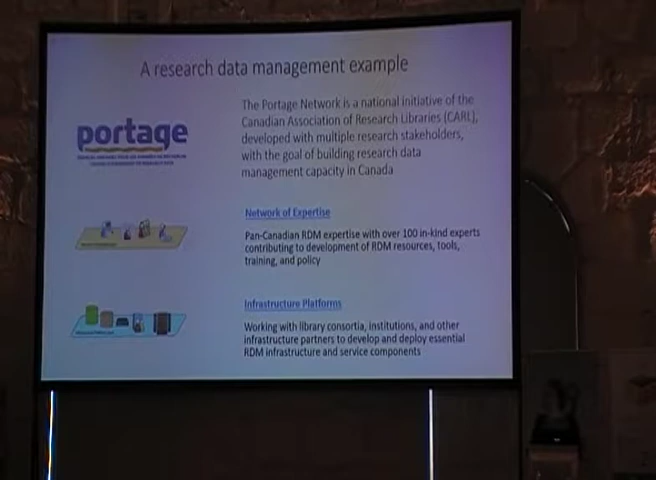 A research data management example
The Portage Network is a national initiative of the
Canadian Association of Research Libraries (CARL),
developed with multiple research stakeholders,
with the goal of building research data
management capacity in Canada
portage
Network of Expertise
Pan-Canadian RDM expertise with over 100 in-kind experts
contributing to development of RDM resources, tools,
training, and policy
Infrastructure Platforms
Working with library consortia, institutions, and other
infrastructure partners to develop and deploy essential
RDM infrastructure and service components